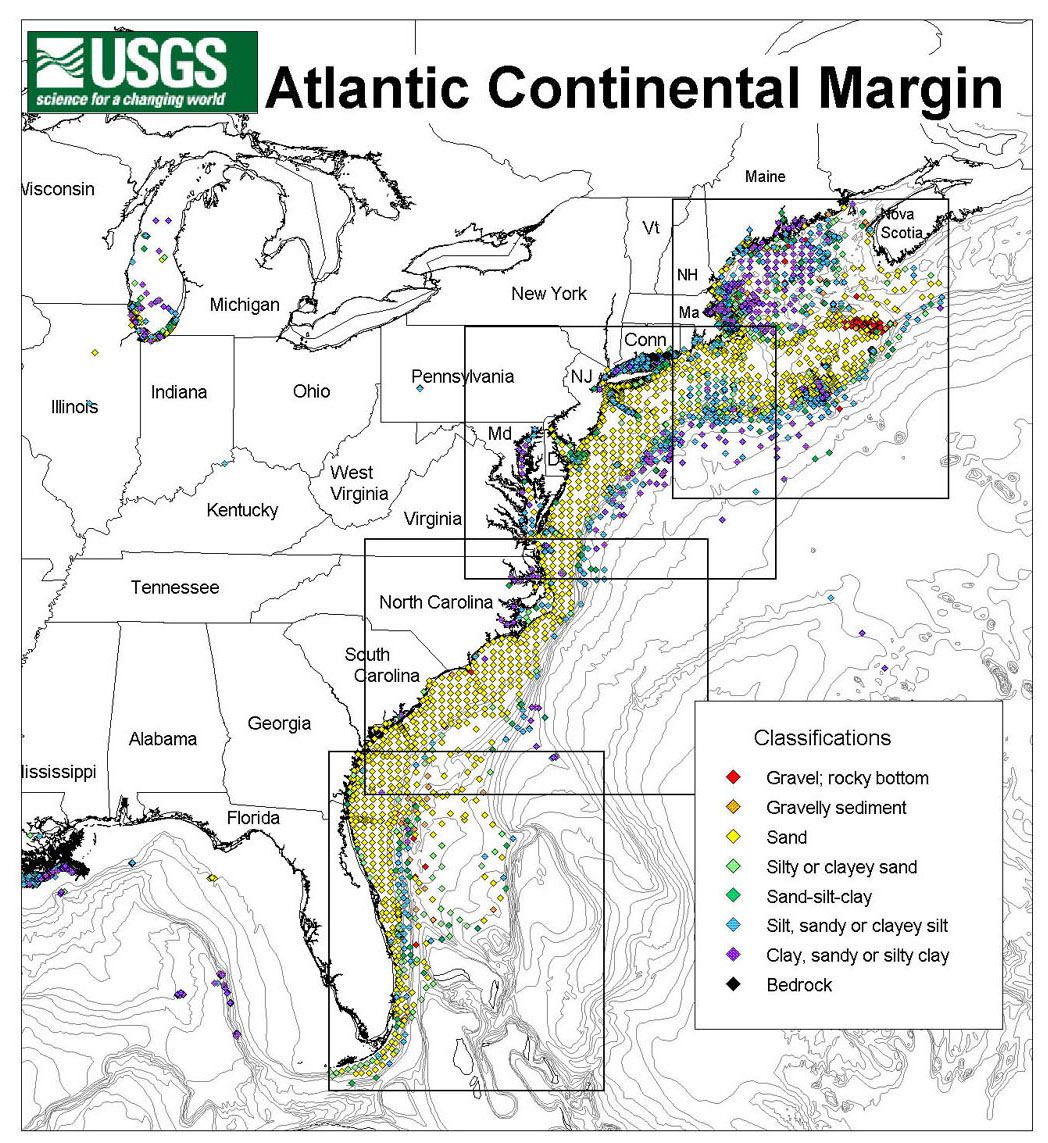 USGS
science for a changing world
Atlantic Continental Margin
Maine
Wisconsin
Nova
Scotia
Vt
NH
Michigan
New York
Ma
Conn
Pennsylvania
NJ
Indiana
Ohio
Illinois
Md
D
West
Virginia
Kentucky
Virginia
Tennessee
North Carolina
South
Carolina
Georgia
Alabama
ississippi
Florida
Classifications
Gravel; rocky bottom
Gravelly sediment
Sand
Silty or clayey sand
Sand-silt-clay
Silt, sandy or clayey silt
Clay, sandy or silty clay
Bedrock